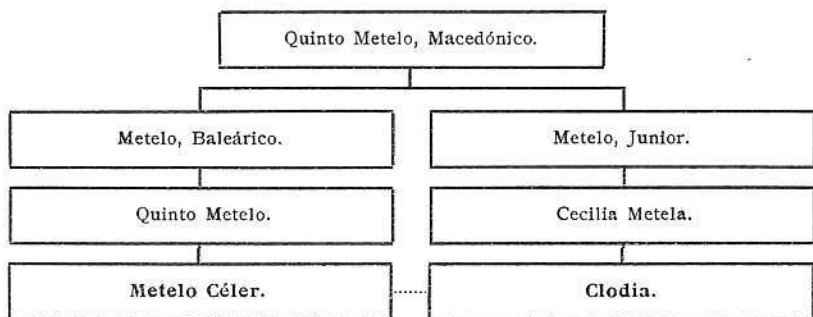 Quinto Metelo, Macedónico.
Metelo, Baleárico.
Metelo, Junior.
Quinto Metelo.
Cecilia Metela.
Metelo Céler.
Clodia.